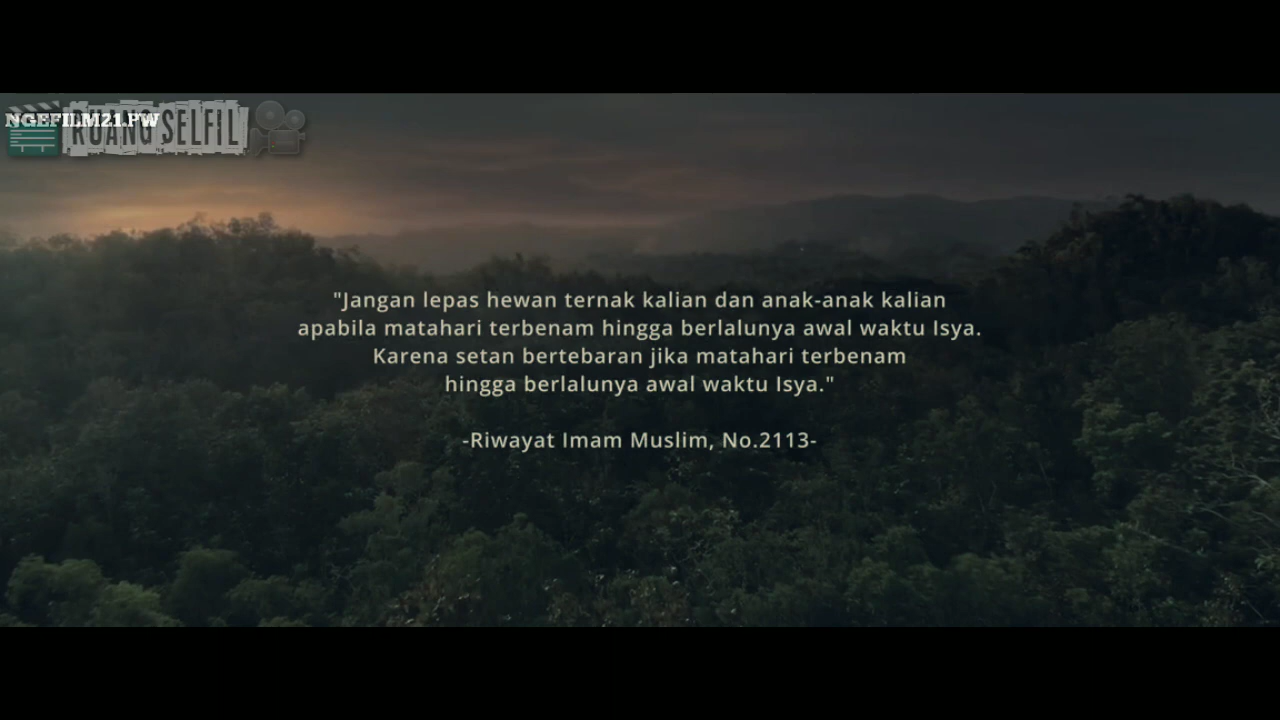 NGEFILM21.PW
RUANG SELFIL
"Jangan lepas hewan ternak kalian dan anak-anak kalian
apabila matahari terbenam hingga berlalunya awal waktu Isya.
Karena setan bertebaran jika matahari terbenam
hingga berlalunya awal waktu Isya."
-Riwayat Imam Muslim, No.2113-